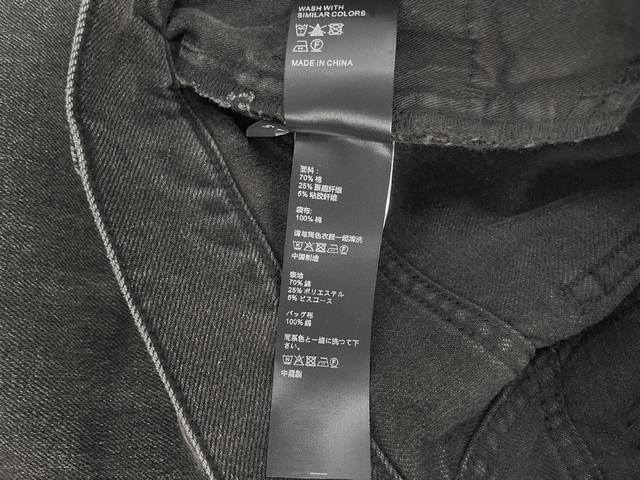 WASH WITH
SIMILAR COLORS
MADE IN CHINA
面料:
70% 棉
25% 聚酯纤维
5% 粘胶纤维
袋布:
100% 棉
请与同色衣服一起清洗
中国制造
表地
70% 綿
25% ポリエステル
5% ビスコース
バッグ布
100% 綿
同系色と一緒に洗って下
さい。
中国製